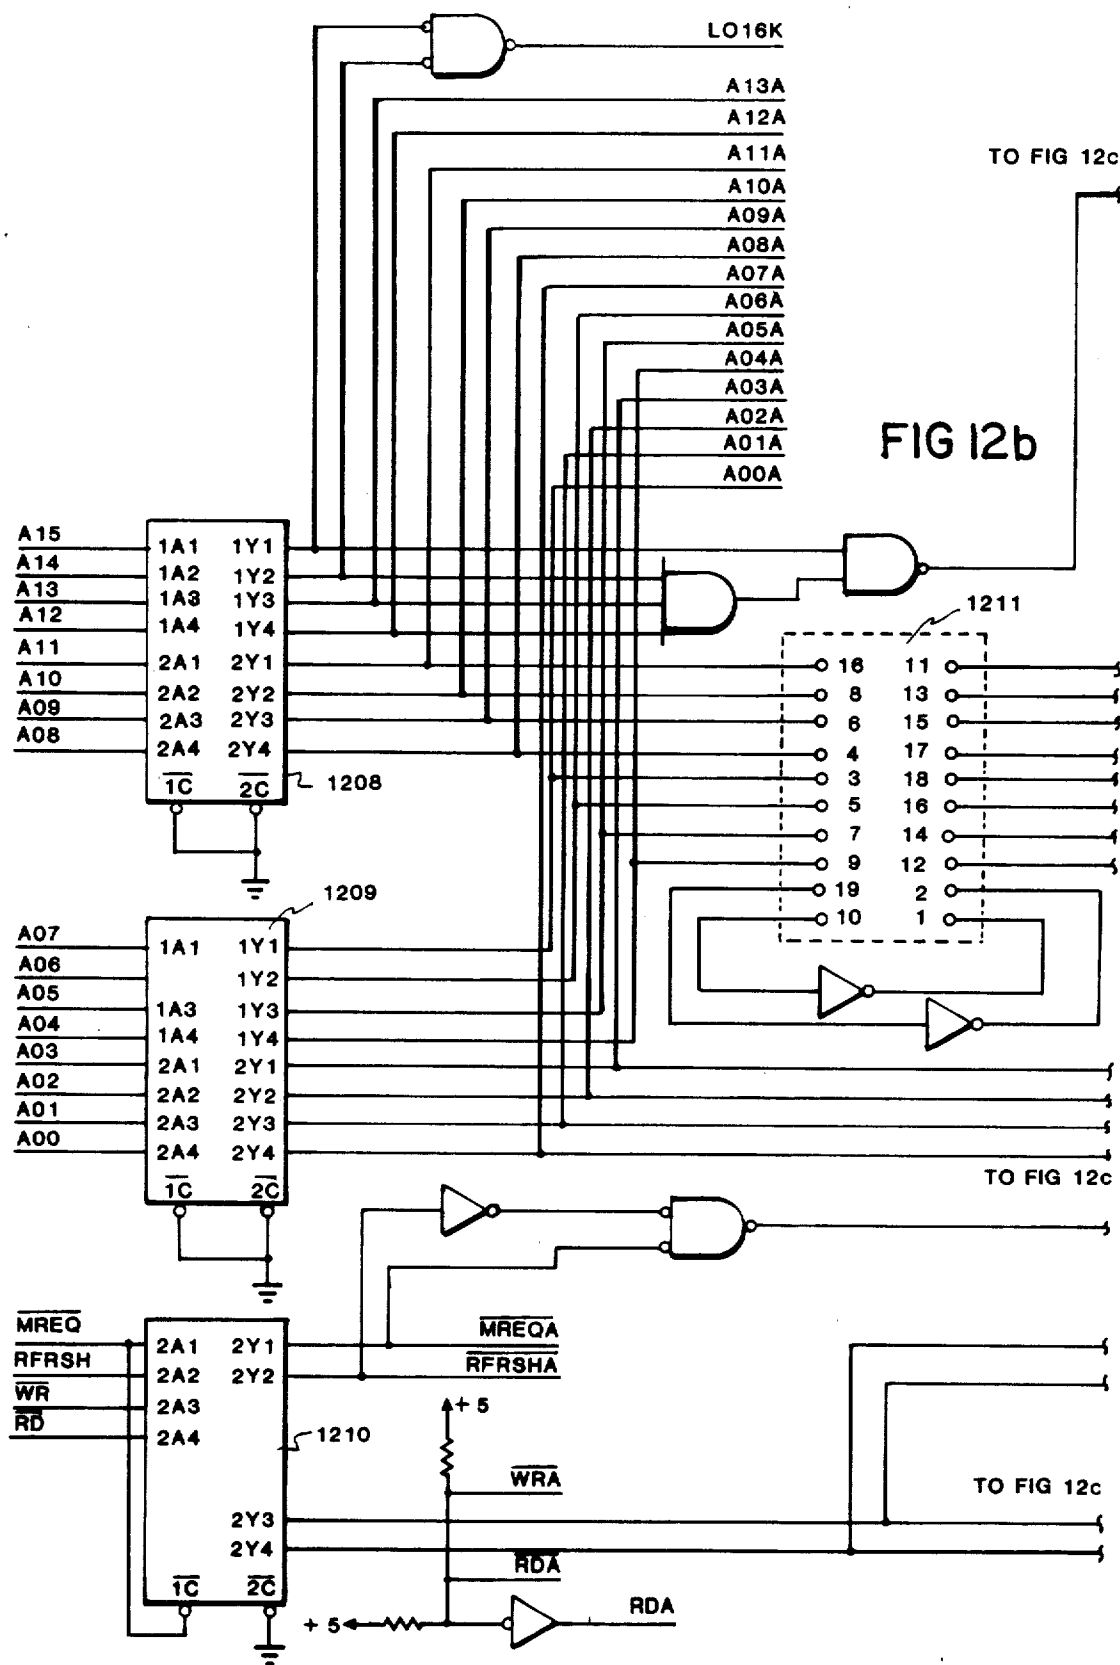 LO16K
A13A
A12A
A11A
A10A
A09A
A08A
A07A
A06A
A05A
A04A
A03A
A02A
A01A
A00A
TO FIG 12c
FIG 12b
A15 1A1 1Y1
A14 1A2 1Y2
A13 1A3 1Y3
A12 1A4 1Y4
A11 2A1 2Y1
A10 2A2 2Y2
A09 2A3 2Y3
A08 2A4 2Y4
1C 2C
1208
1211
16 11
8 13
6 15
4 17
3 18
5 16
7 14
9 12
19 2
10 1
1209
A07 1A1 1Y1
A06 1Y2
A05 1A3 1Y3
A04 1A4 1Y4
A03 2A1 2Y1
A02 2A2 2Y2
A01 2A3 2Y3
A00 2A4 2Y4
1C 2C
TO FIG 12c
MREQ 2A1 2Y1 MREQA
RFRSH 2A2 2Y2 RFRSHA
WR 2A3
RD 2A4
1210
+ 5
WRA
TO FIG 12c
2Y3
2Y4
RDA
1C 2C
+ 5
RDA